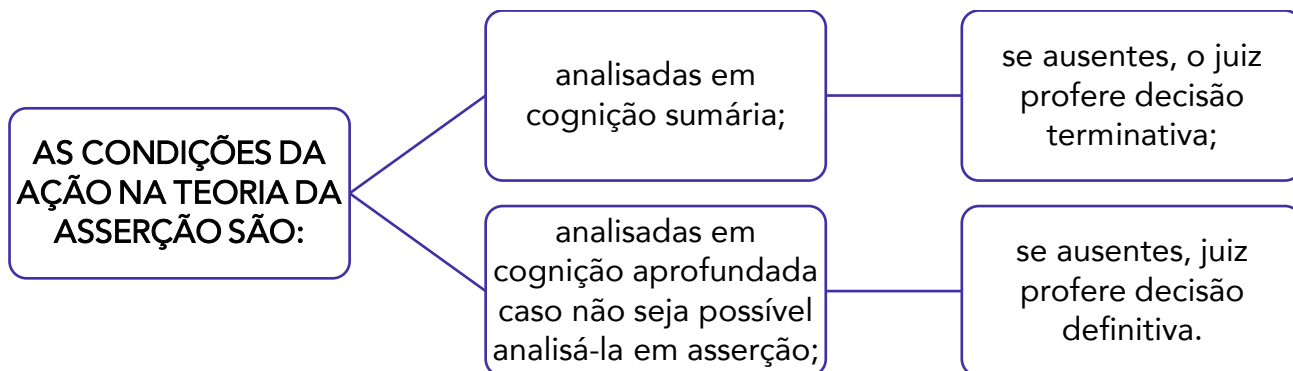 AS CONDIÇÕES DA
AÇÃO NA TEORIA DA
ASSERÇÃO SÃO:
analisadas em
cognição sumária;
se ausentes, o juiz
profere decisão
terminativa;
analisadas em
cognição aprofundada
caso não seja possível
analisá-la em asserção;
se ausentes, juiz
profere decisão
definitiva.